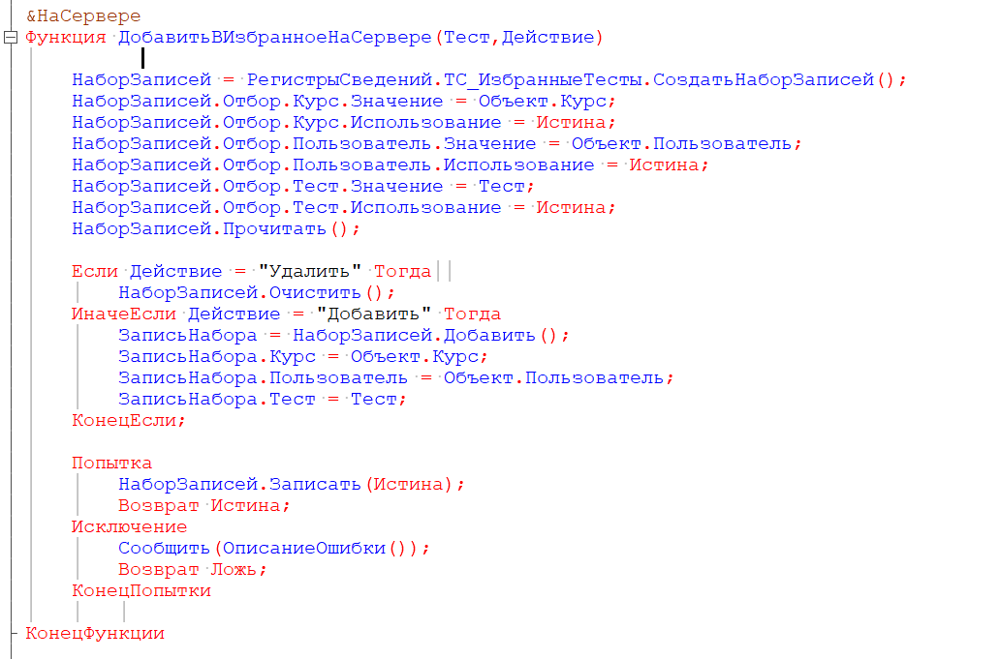 &НаСервере
Функция ДобавитьВИзбранноеНаСервере(Тест,Действие)
НаборЗаписей = РегистрыСведений.ТС_ИзбранныеТесты.СоздатьНаборЗаписей();
НаборЗаписей.Отбор.Курс.Значение = Объект.Курс;
НаборЗаписей.Отбор.Курс.Использование = Истина;
НаборЗаписей.Отбор.Пользователь.Значение = Объект.Пользователь;
НаборЗаписей.Отбор.Пользователь.Использование = Истина;
НаборЗаписей.Отбор.Тест.Значение = Тест;
НаборЗаписей.Отбор.Тест.Использование = Истина;
НаборЗаписей.Прочитать();
Если Действие = "Удалить" Тогда
НаборЗаписей.Очистить();
ИначеЕсли Действие = "Добавить" Тогда
ЗаписьНабора = НаборЗаписей.Добавить();
ЗаписьНабора.Курс = Объект.Курс;
ЗаписьНабора.Пользователь = Объект.Пользователь;
ЗаписьНабора.Тест = Тест;
КонецЕсли;
Попытка
НаборЗаписей.Записать(Истина);
Возврат Истина;
Исключение
Сообщить(ОписаниеОшибки());
Возврат Ложь;
КонецПопытки
КонецФункции